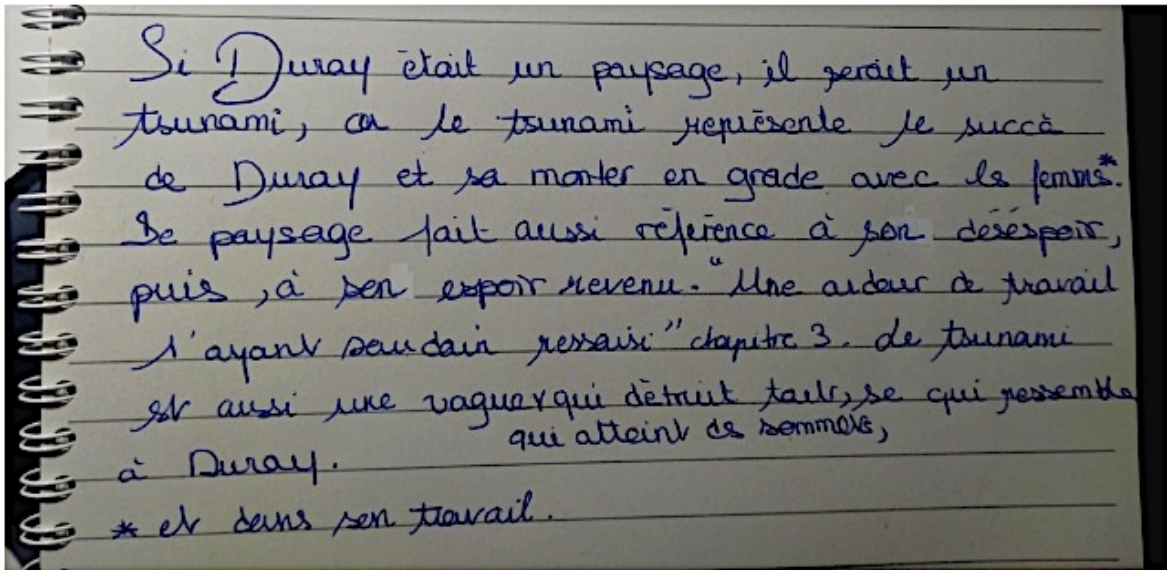 Si Duray était un paysage, il serait un
tsunami, car le tsunami représente le succè
de Duray et sa monter en grade avec les femms*.
Le paysage fait aussi référence à son désespoir,
puis, à son espoir revenu. "Une ardeur de travail
l'ayant soudain ressaisi" chapitre 3. Le tsunami
est aussi une vague qui détruit tout, se qui ressemble
qui atteint des sommets,
à Duray.
* et dans son travail.